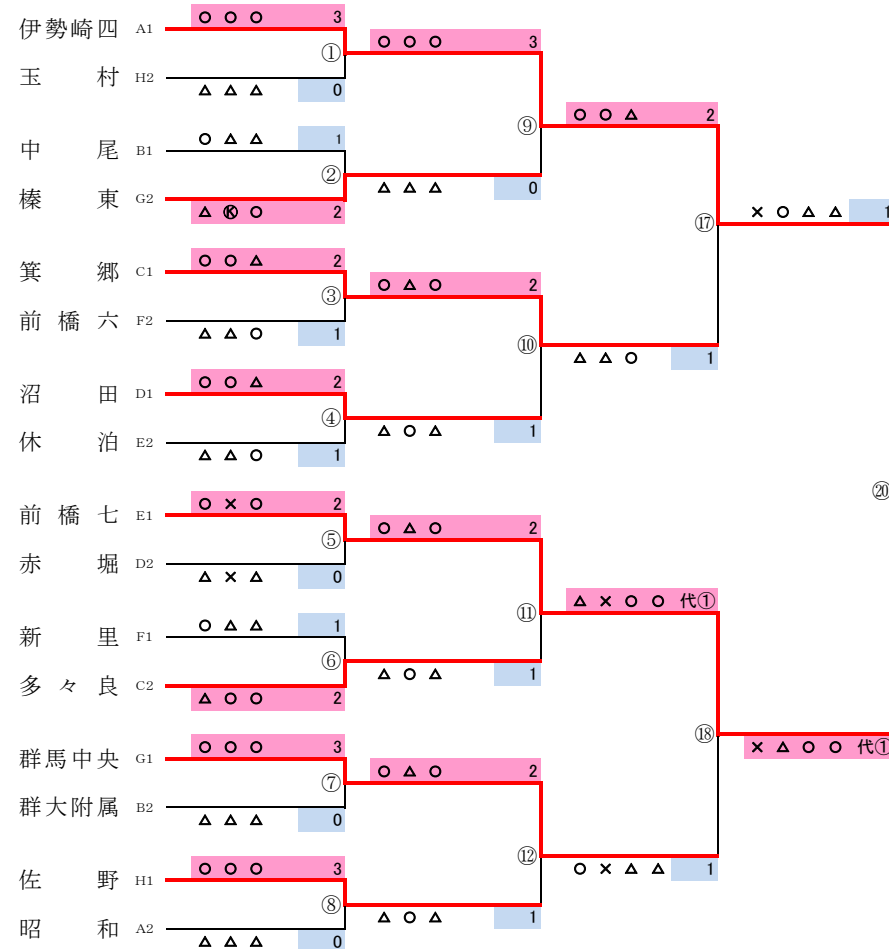 ○ ○ ○ 3
伊勢崎四 A1
① ○ ○ ○ 3
玉村 H2
△ △ △ 0
⑨ ○ ○ △ 2
中尾 B1 ○ △ △ 1
② △ △ △ 0
榛東 G2
△ Ⓚ ○ 2
⑰ × ○ △ △ 1
箕郷 C1 ○ ○ △ 2
③ ○ △ ○ 2
前橋六 F2
△ △ ○ 1
⑩ △ △ ○ 1
沼田 D1 ○ ○ △ 2
④ △ ○ △ 1
休泊 E2
△ △ ○ 1
⑳
前橋七 E1 ○ × ○ 2
⑤ ○ △ ○ 2
赤堀 D2
△ × △ 0
⑪ △ × ○ ○ 代①
新里 F1 ○ △ △ 1
⑥ △ ○ △ 1
多々良 C2
△ ○ ○ 2
⑱ × △ ○ ○ 代①
群馬中央 G1 ○ ○ ○ 3
⑦ ○ △ ○ 2
群大附属 B2
△ △ △ 0
⑫ ○ × △ △ 1
佐野 H1 ○ ○ ○ 3
⑧ △ ○ △ 1
昭和 A2
△ △ △ 0